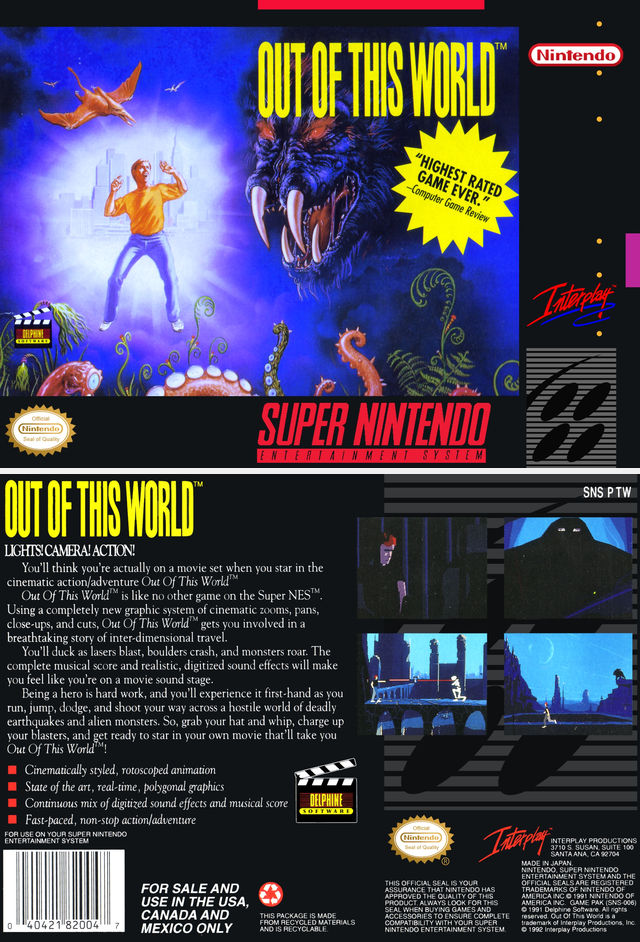 OUT OF THIS WORLD™
Nintendo
"HIGHEST RATED
GAME EVER."
—Computer Game Review
Interplay™
DELPHINE
SOFTWARE
Official
Nintendo
Seal of Quality
SUPER NINTENDO
ENTERTAINMENT SYSTEM
OUT OF THIS WORLD™
SNS P TW
LIGHTS! CAMERA! ACTION!
You'll think you're actually on a movie set when you star in the
cinematic action/adventure Out Of This World™
Out Of This World™ is like no other game on the Super NES™.
Using a completely new graphic system of cinematic zooms, pans,
close-ups, and cuts, Out Of This World™ gets you involved in a
breathtaking story of inter-dimensional travel.
You'll duck as lasers blast, boulders crash, and monsters roar. The
complete musical score and realistic, digitized sound effects will make
you feel like you're on a movie sound stage.
Being a hero is hard work, and you'll experience it first-hand as you
run, jump, dodge, and shoot your way across a hostile world of deadly
earthquakes and alien monsters. So, grab your hat and whip, charge up
your blasters, and get ready to star in your own movie that'll take you
Out Of This World™!
Cinematically styled, rotoscoped animation
State of the art, real-time, polygonal graphics
Continuous mix of digitized sound effects and musical score
Fast-paced, non-stop action/adventure
DELPHINE
SOFTWARE
FOR USE ON YOUR SUPER NINTENDO
ENTERTAINMENT SYSTEM
0 40421 82004 7
FOR SALE AND
USE IN THE USA,
CANADA AND
MEXICO ONLY
THIS PACKAGE IS MADE
FROM RECYCLED MATERIALS
AND IS RECYCLABLE.
Official
Nintendo
Seal of Quality
®
THIS OFFICIAL SEAL IS YOUR
ASSURANCE THAT NINTENDO HAS
APPROVED THE QUALITY OF THIS
PRODUCT. ALWAYS LOOK FOR THIS
SEAL WHEN BUYING GAMES AND
ACCESSORIES TO ENSURE COMPLETE
COMPATIBILITY WITH YOUR SUPER
NINTENDO ENTERTAINMENT SYSTEM.
Interplay™
INTERPLAY PRODUCTIONS
3710 S. SUSAN, SUITE 100
SANTA ANA, CA 92704
MADE IN JAPAN.
NINTENDO, SUPER NINTENDO
ENTERTAINMENT SYSTEM AND THE
OFFICIAL SEALS ARE REGISTERED
TRADEMARKS OF NINTENDO OF
AMERICA INC © 1991 NINTENDO OF
AMERICA INC. GAME PAK (SNS-006)
© 1991 Delphine Software. All rights
reserved. Out Of This World is a
trademark of Interplay Productions, Inc
© 1992 Interplay Productions, Inc.